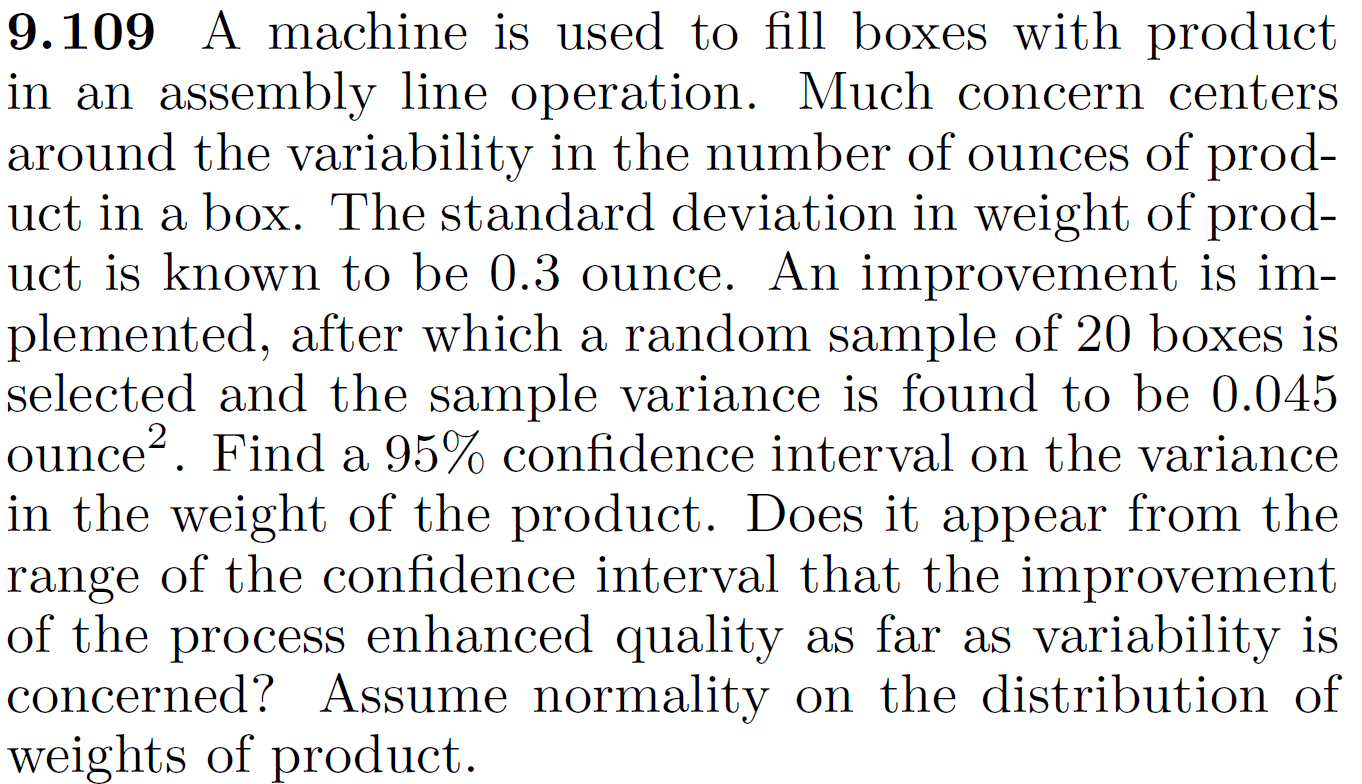 9.109 A machine is used to fill boxes with product
in an assembly line operation. Much concern centers
around the variability in the number of ounces of prod-
uct in a box. The standard deviation in weight of prod-
uct is known to be 0.3 ounce. An improvement is im-
plemented, after which a random sample of 20 boxes is
selected and the sample variance is found to be 0.045
ounce². Find a 95% confidence interval on the variance
in the weight of the product. Does it appear from the
range of the confidence interval that the improvement
of the process enhanced quality as far as variability is
concerned? Assume normality on the distribution of
weights of product.